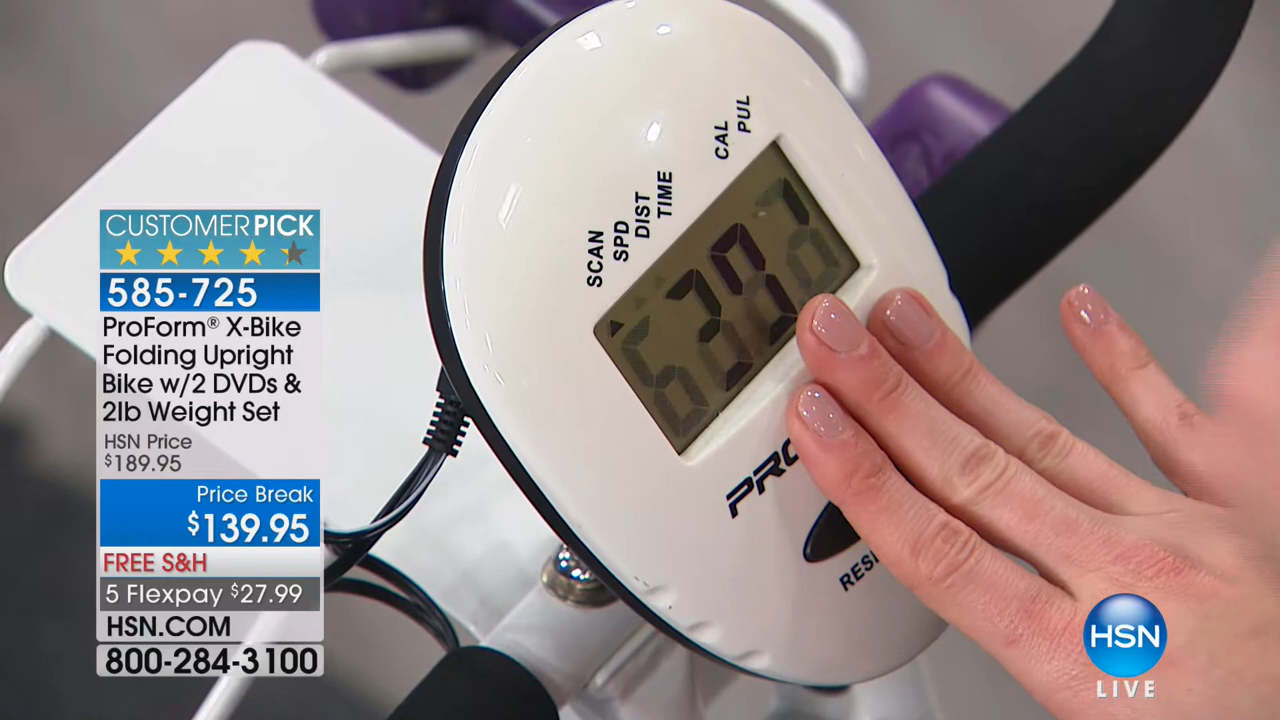 CUSTOMER PICK
585-725
ProForm® X-Bike
Folding Upright
Bike w/2 DVDs &
2lb Weight Set
HSN Price
$189.95
Price Break
$139.95
FREE S&H
5 Flexpay $27.99
HSN.COM
800-284-3100
SCAN
SPD
DIST
TIME
CAL
PUL
HSN
LIVE